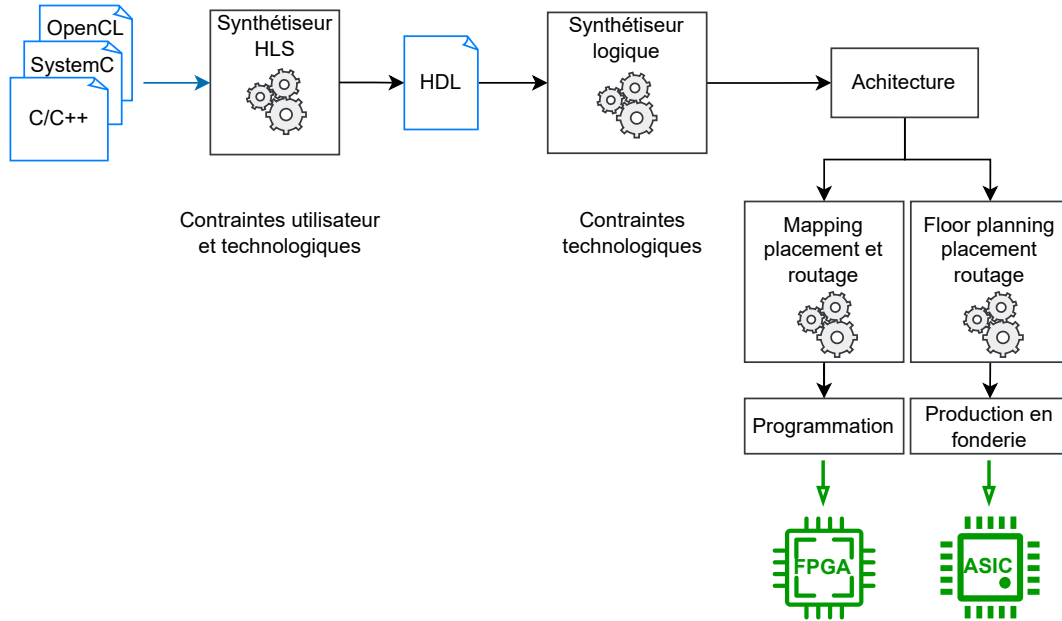 OpenCL
SystemC
C/C++
Synthétiseur
HLS
HDL
Synthétiseur
logique
Achitecture
Contraintes utilisateur
et technologiques
Contraintes
technologiques
Mapping
placement et
routage
Floor planning
placement
routage
Programmation
Production en
fonderie
FPGA
ASIC